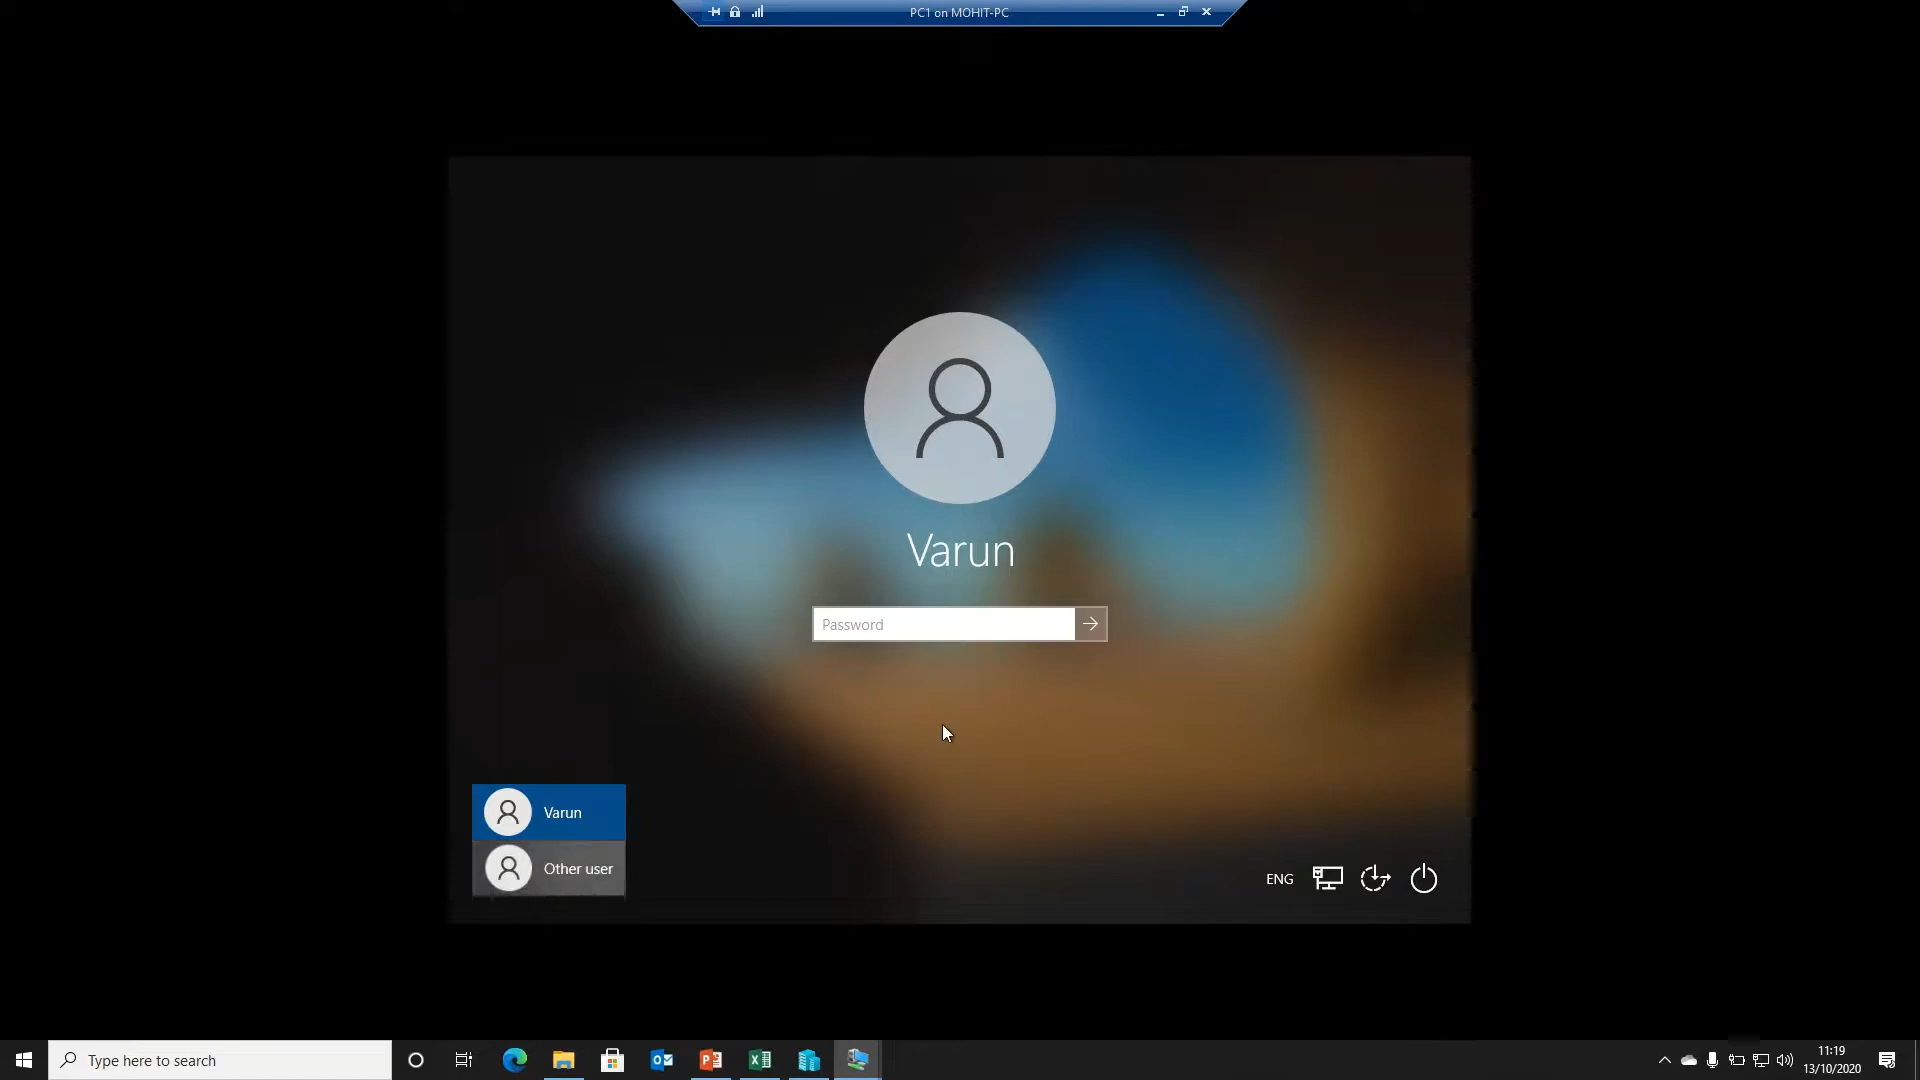 PC1 on MOHIT-PC
Varun
Password
Varun
Other user
ENG
Type here to search
11:19
13/10/2020